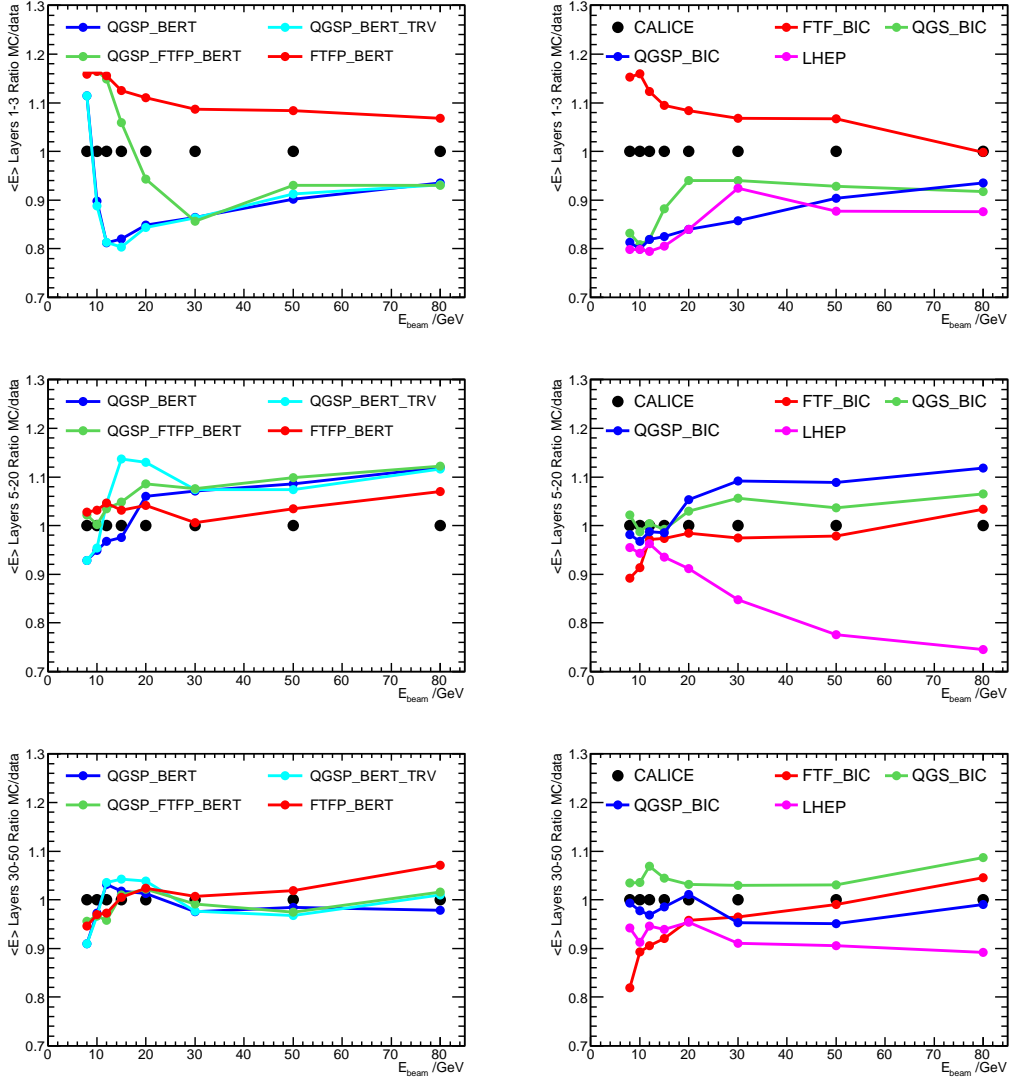 <E> Layers 1-3 Ratio MC/data
1.3
1.2
1.1
1
0.9
0.8
0.7
QGSP_BERT
QGSP_BERT_TRV
QGSP_FTFP_BERT
FTFP_BERT
0 10 20 30 40 50 60 70 80
E_beam /GeV
<E> Layers 1-3 Ratio MC/data
1.3
1.2
1.1
1
0.9
0.8
0.7
CALICE
FTF_BIC
QGS_BIC
QGSP_BIC
LHEP
0 10 20 30 40 50 60 70 80
E_beam /GeV
<E> Layers 5-20 Ratio MC/data
1.3
1.2
1.1
1
0.9
0.8
0.7
QGSP_BERT
QGSP_BERT_TRV
QGSP_FTFP_BERT
FTFP_BERT
0 10 20 30 40 50 60 70 80
E_beam /GeV
<E> Layers 5-20 Ratio MC/data
1.3
1.2
1.1
1
0.9
0.8
0.7
CALICE
FTF_BIC
QGS_BIC
QGSP_BIC
LHEP
0 10 20 30 40 50 60 70 80
E_beam /GeV
<E> Layers 30-50 Ratio MC/data
1.3
1.2
1.1
1
0.9
0.8
0.7
QGSP_BERT
QGSP_BERT_TRV
QGSP_FTFP_BERT
FTFP_BERT
0 10 20 30 40 50 60 70 80
E_beam /GeV
<E> Layers 30-50 Ratio MC/data
1.3
1.2
1.1
1
0.9
0.8
0.7
CALICE
FTF_BIC
QGS_BIC
QGSP_BIC
LHEP
0 10 20 30 40 50 60 70 80
E_beam /GeV